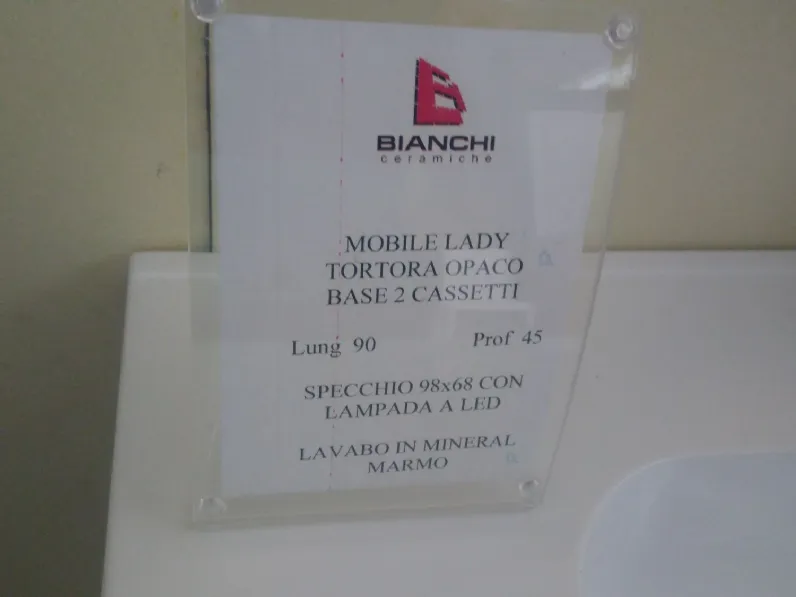 BIANCHI
ceramiche
MOBILE LADY
TORTORA OPACO
BASE 2 CASSETTI
Lung 90 Prof 45
SPECCHIO 98x68 CON
LAMPADA A LED
LAVABO IN MINERAL
MARMO